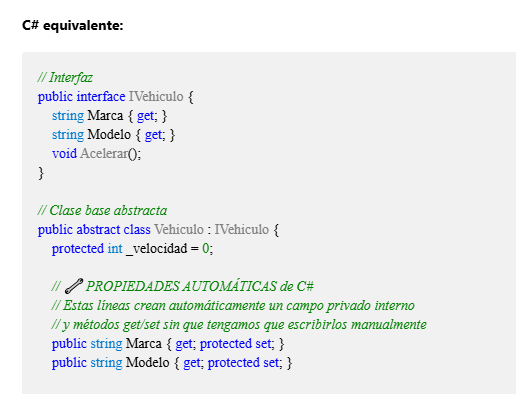 C# equivalente:
// Interfaz
public interface IVehiculo {
string Marca { get; }
string Modelo { get; }
void Acelerar();
}
// Clase base abstracta
public abstract class Vehiculo : IVehiculo {
protected int _velocidad = 0;
// 🔗 PROPIEDADES AUTOMÁTICAS de C#
// Estas líneas crean automáticamente un campo privado interno
// y métodos get/set sin que tengamos que escribirlos manualmente
public string Marca { get; protected set; }
public string Modelo { get; protected set; }